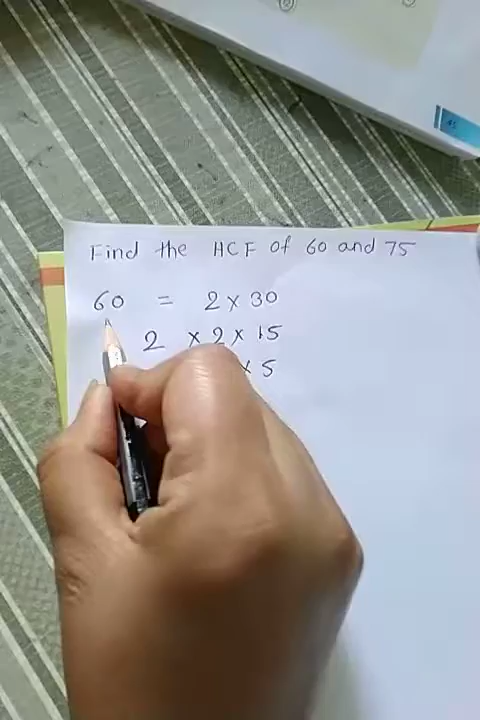 Find the HCF of 60 and 75
60 = 2 × 30
2 × 2 × 15
× 5